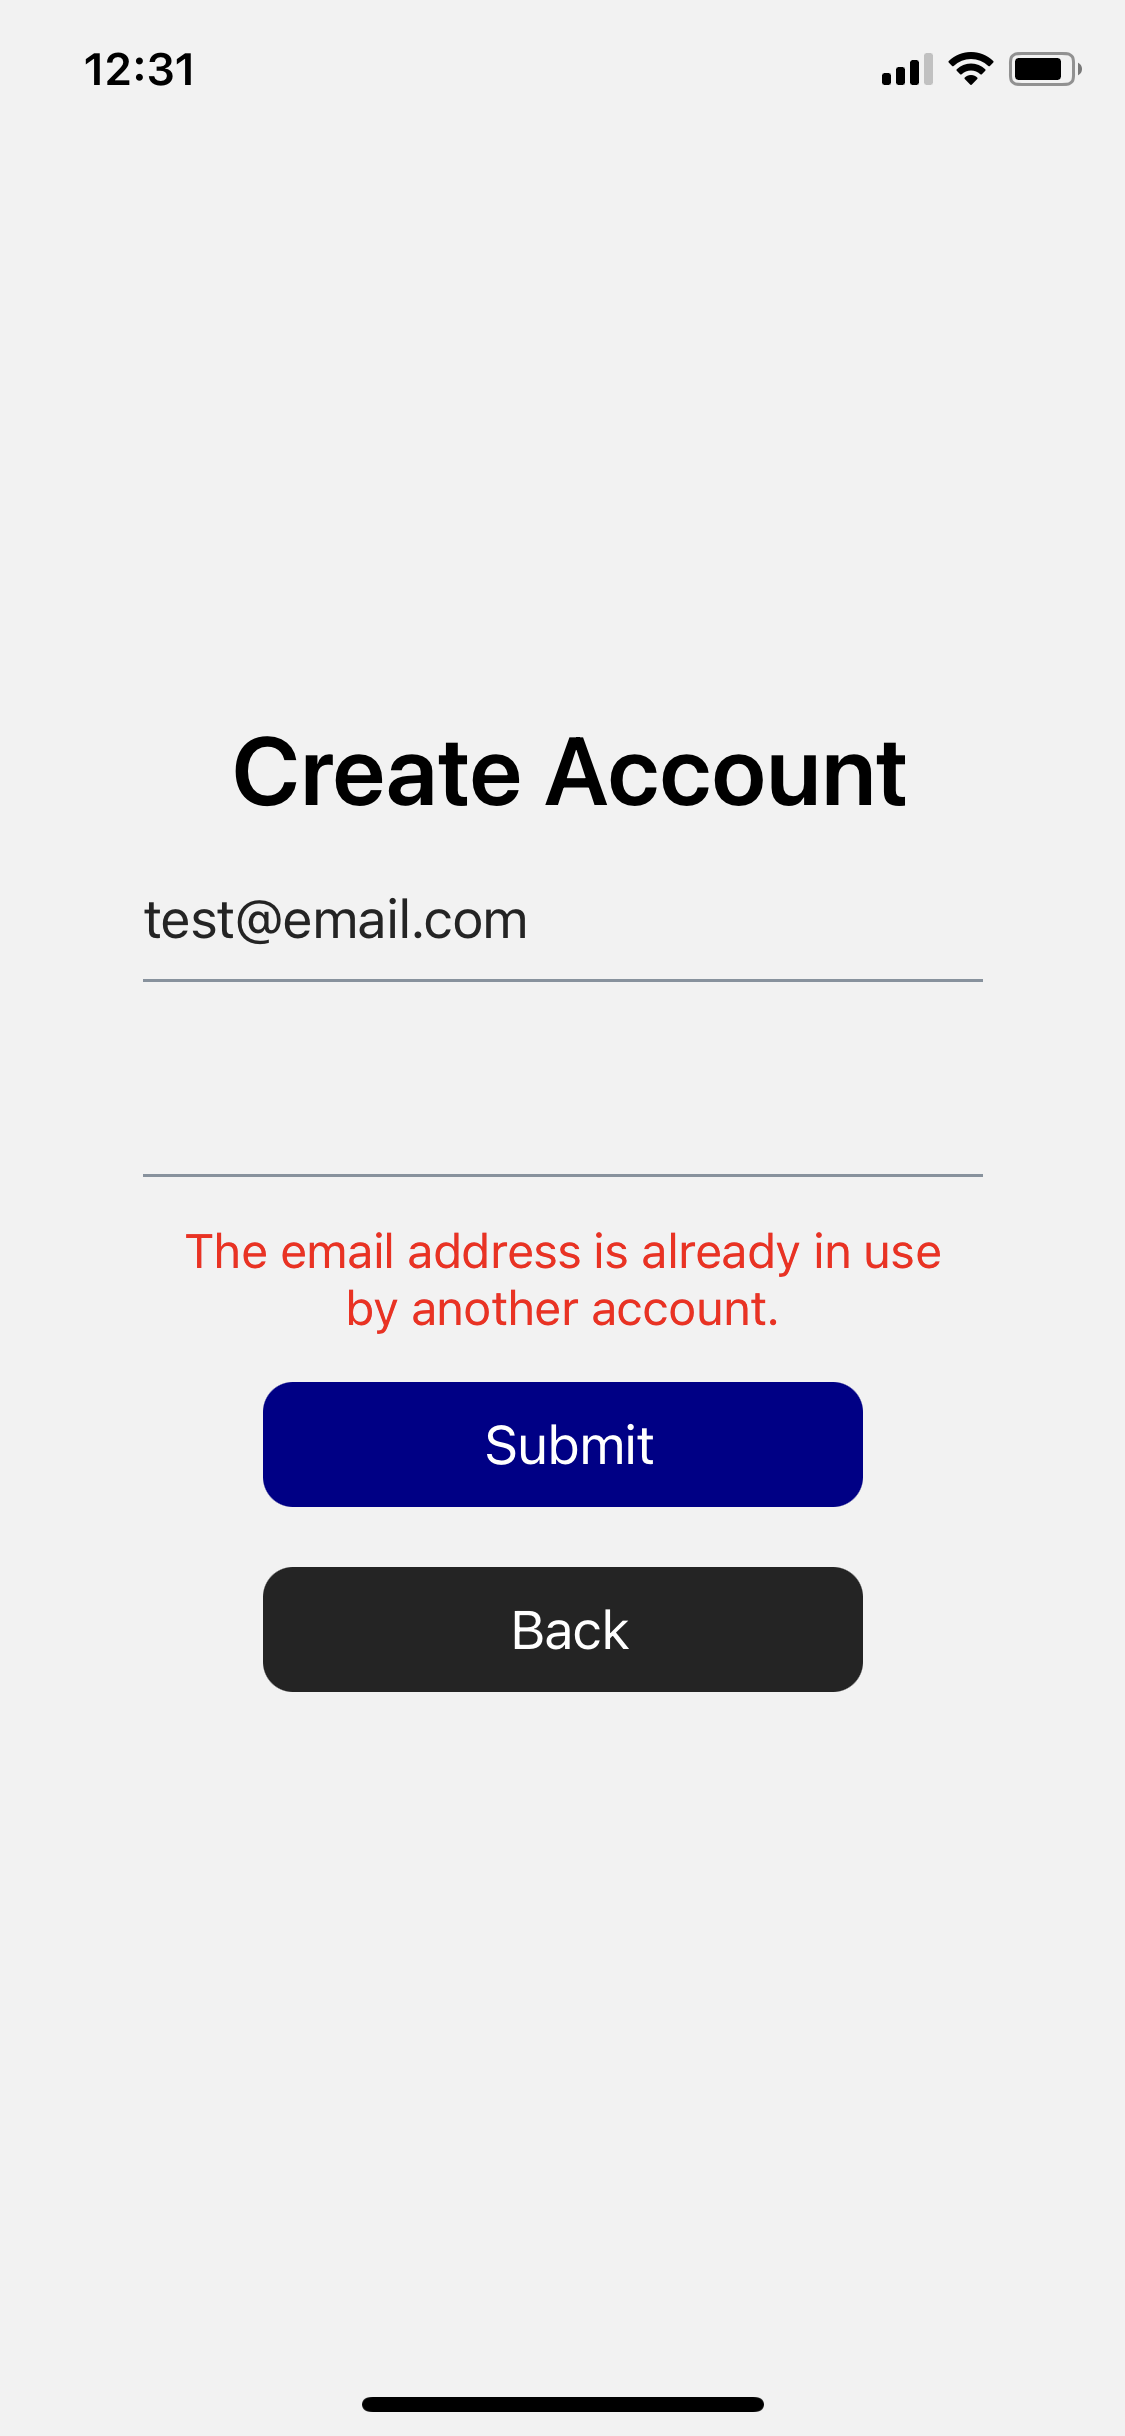 12:31
Create Account
test@email.com
The email address is already in use
by another account.
Submit
Back